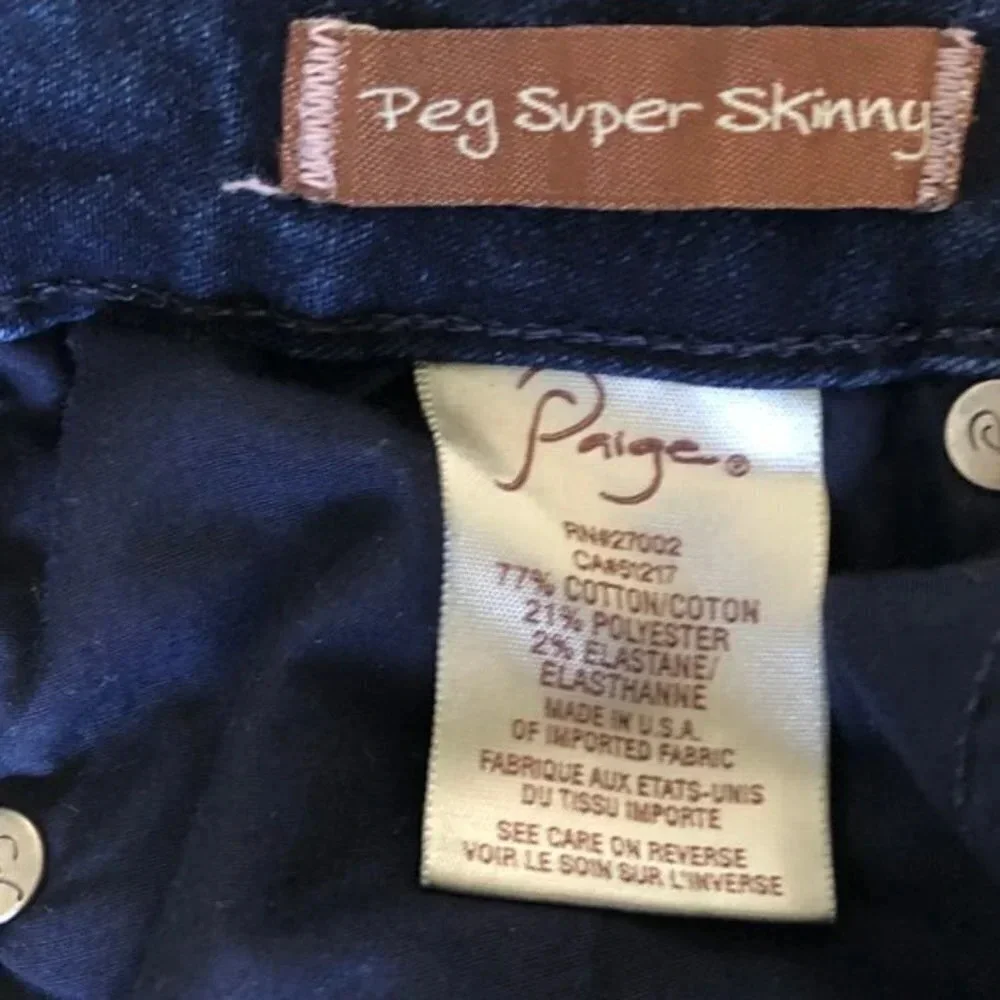 Peg Super Skinny
Paige®
RN#27002
CA#51217
77% COTTON/COTON
21% POLYESTER
2% ELASTANE/
ELASTHANNE
MADE IN U.S.A.
OF IMPORTED FABRIC
FABRIQUE AUX ETATS-UNIS
DU TISSU IMPORTE
SEE CARE ON REVERSE
VOIR LE SOIN SUR L'INVERSE